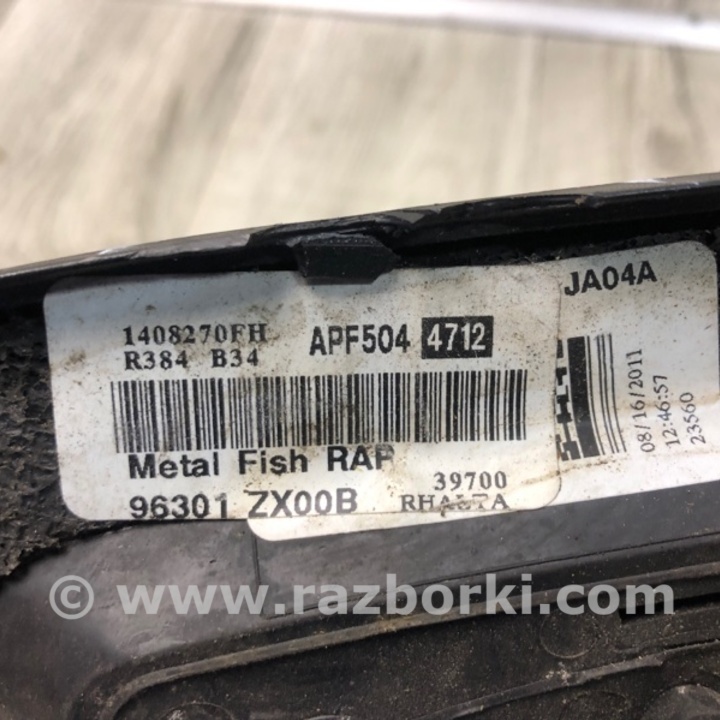 JA04A
1408270FH APF504 4712
R384 B34
08/16/2011
12:46:57
23560
Metal Fish RAP
39700
96301 ZX00B
© www.razborki.com